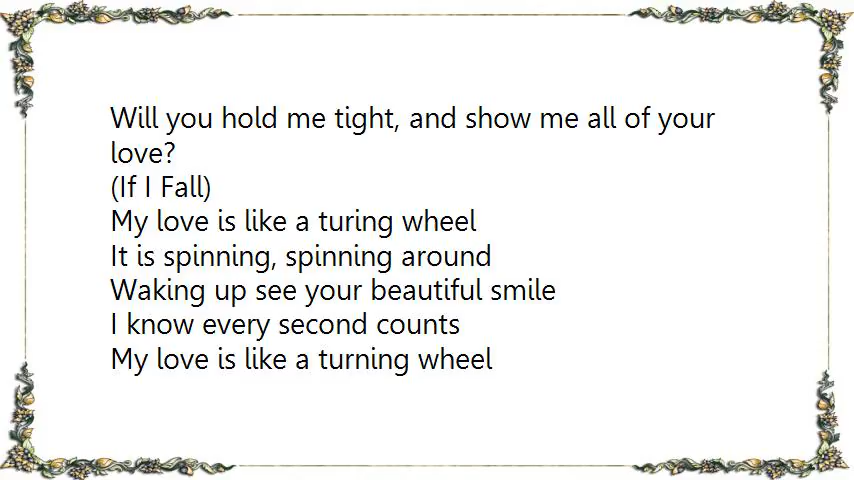 Will you hold me tight, and show me all of your
love?
(If I Fall)
My love is like a turing wheel
It is spinning, spinning around
Waking up see your beautiful smile
I know every second counts
My love is like a turning wheel